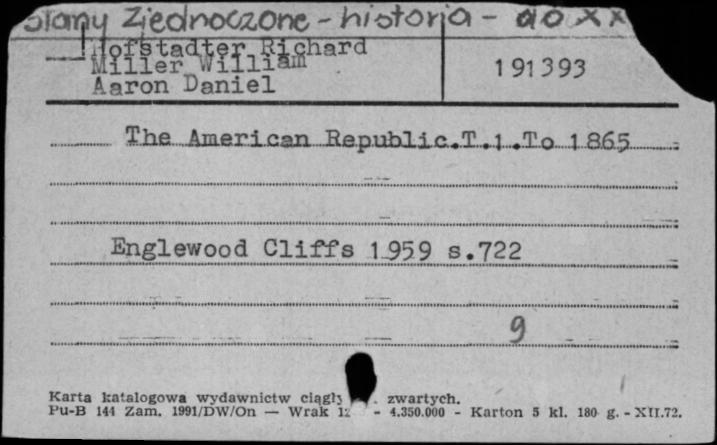 Stany Zjednoczone - historia - do XX
Hofstadter Richard
Miller William
Aaron Daniel
191393
The American Republic.T.1.To 1865
Englewood Cliffs 1959 s.722
9
Karta katalogowa wydawnictw zwartych.
Pu-B 144 Zam. 1991/DW/On — Wrak - 4.350.000 - Karton 5 kl. 180 g. - XII.72.